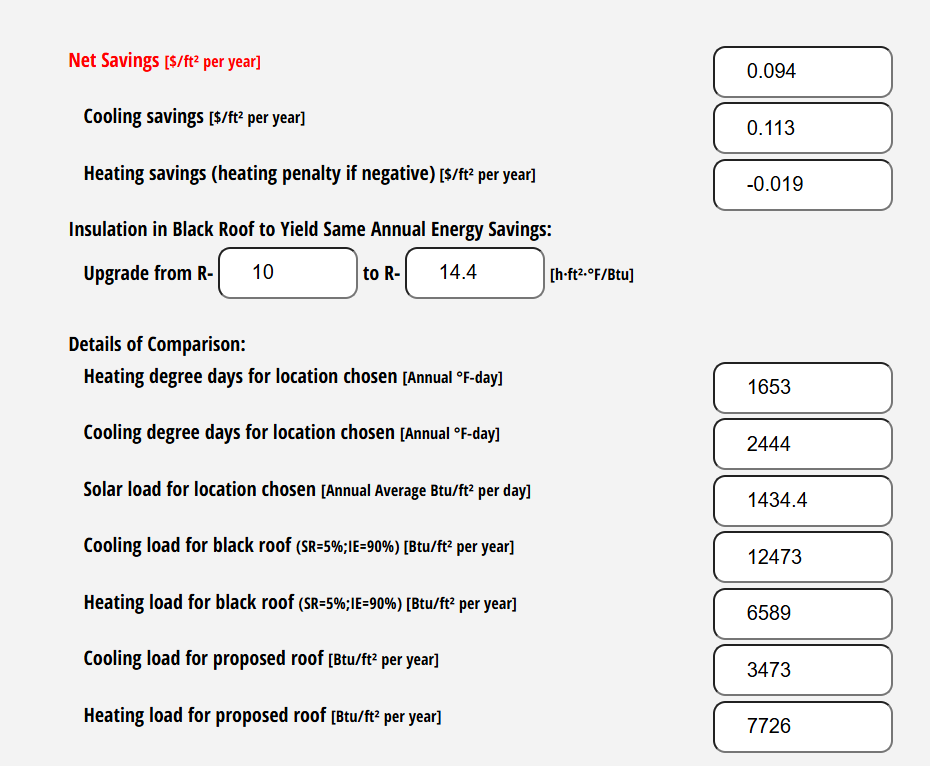 Net Savings [$/ft² per year] 0.094
Cooling savings [$/ft² per year] 0.113
Heating savings (heating penalty if negative) [$/ft² per year] -0.019
Insulation in Black Roof to Yield Same Annual Energy Savings:
Upgrade from R- 10 to R- 14.4 [h·ft²·°F/Btu]
Details of Comparison:
Heating degree days for location chosen [Annual °F-day] 1653
Cooling degree days for location chosen [Annual °F-day] 2444
Solar load for location chosen [Annual Average Btu/ft² per day] 1434.4
Cooling load for black roof (SR=5%;IE=90%) [Btu/ft² per year] 12473
Heating load for black roof (SR=5%;IE=90%) [Btu/ft² per year] 6589
Cooling load for proposed roof [Btu/ft² per year] 3473
Heating load for proposed roof [Btu/ft² per year] 7726